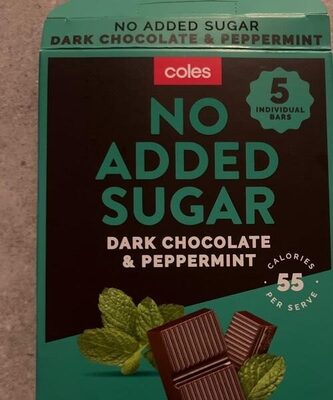 NO ADDED SUGAR
DARK CHOCOLATE & PEPPERMINT
coles
5
INDIVIDUAL
BARS
NO
ADDED
SUGAR
DARK CHOCOLATE
& PEPPERMINT
CALORIES
55
PER SERVE